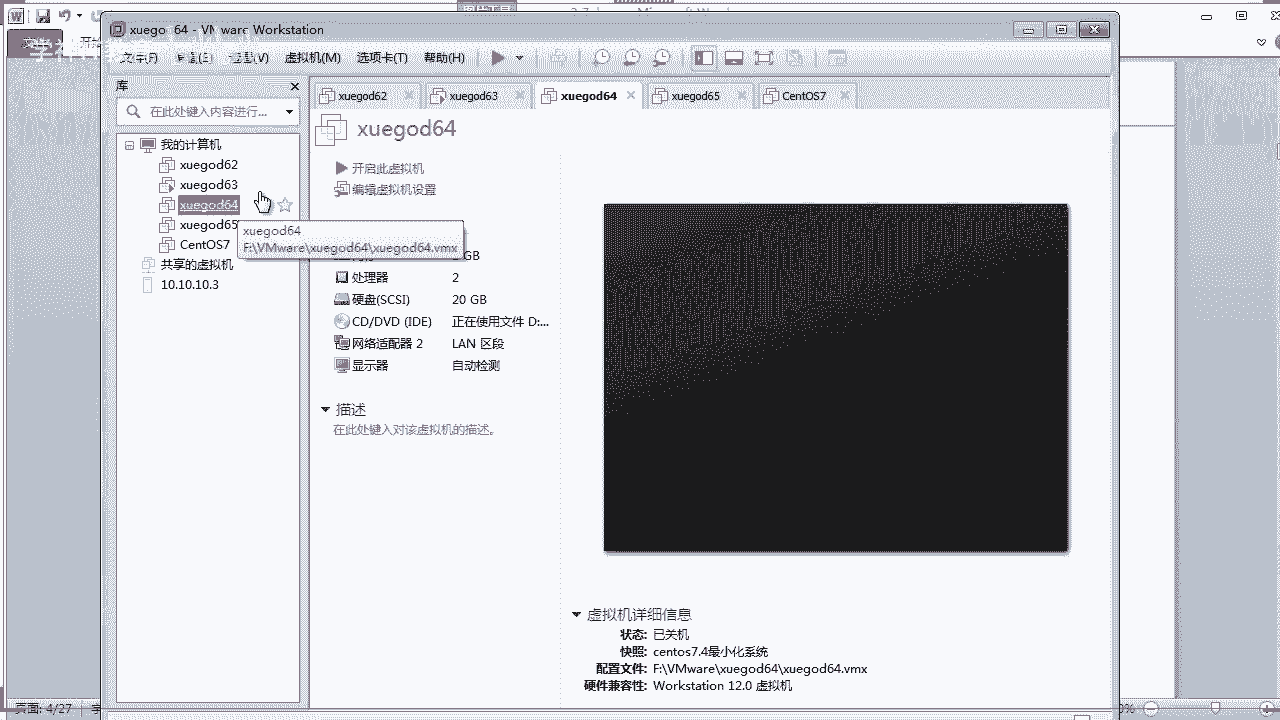 xuegod64 - VMware Workstation
虚拟机(M) 选项卡(T) 帮助(H)
库
在此处键入内容进行...
我的计算机
xuegod62
xuegod63
xuegod64
xuegod65
CentOS7
共享的虚拟机
10.10.10.3
xuegod64
F:\VMware\xuegod64\xuegod64.vmx
xuegod62 xuegod63 xuegod64 xuegod65 CentOS7
xuegod64
开启此虚拟机
编辑虚拟机设置
GB
处理器 2
硬盘(SCSI) 20 GB
CD/DVD (IDE) 正在使用文件 D:...
网络适配器 2 LAN 区段
显示器 自动检测
描述
在此处键入对该虚拟机的描述。
虚拟机详细信息
状态: 已关机
快照: centos7.4最小化系统
配置文件: F:\VMware\xuegod64\xuegod64.vmx
硬件兼容性: Workstation 12.0 虚拟机
页面: 4/27